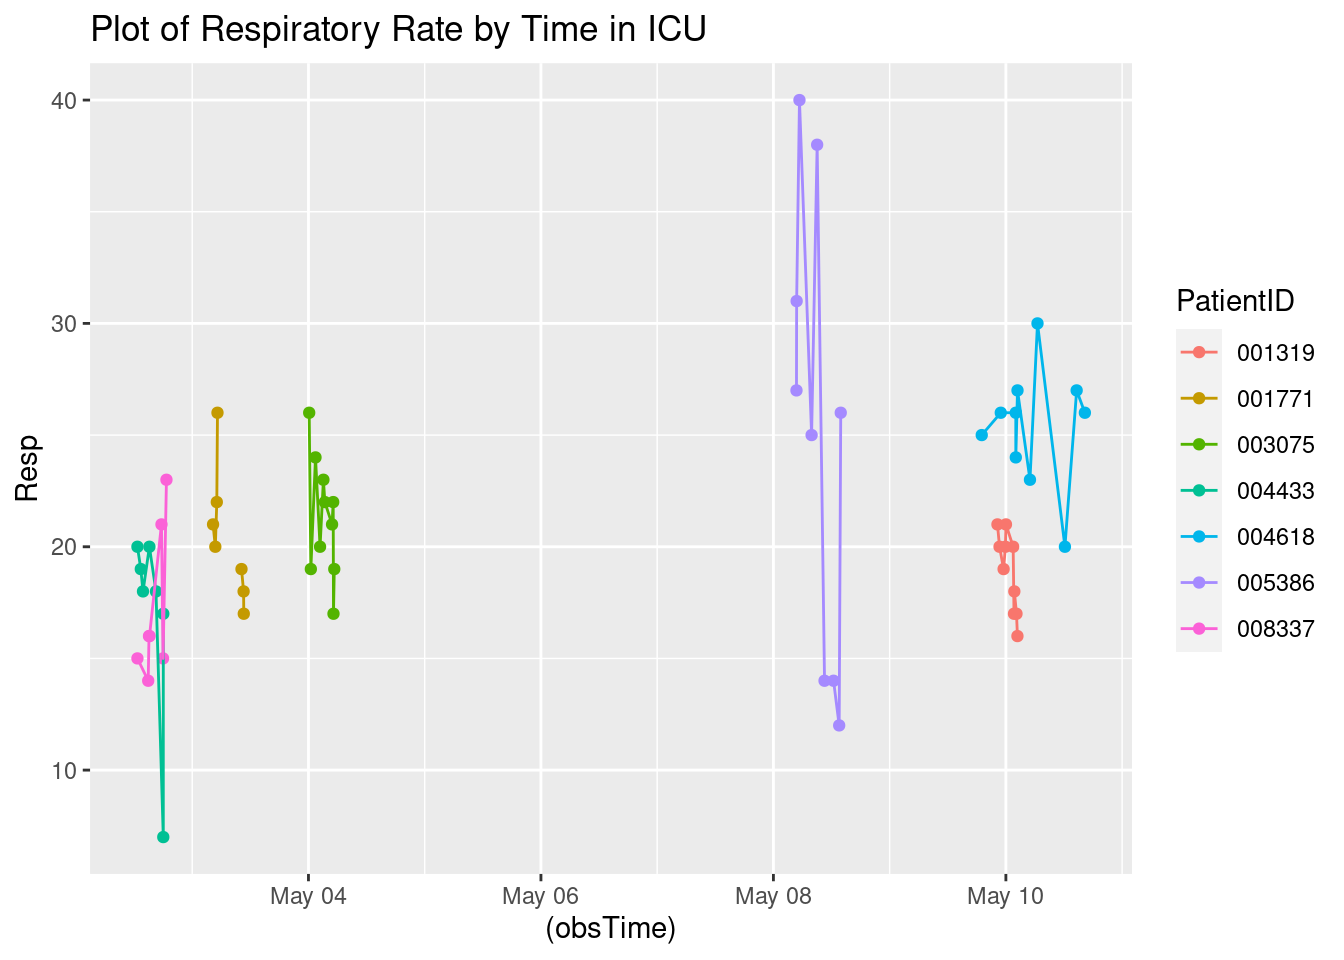 Plot of Respiratory Rate by Time in ICU
40
30
20
10
Resp
May 04
May 06
May 08
May 10
(obsTime)
PatientID
001319
001771
003075
004433
004618
005386
008337